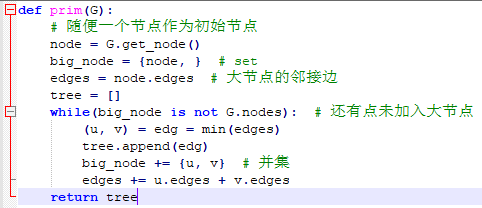 def prim(G):
    # 随便一个节点作为初始节点
    node = G.get_node()
    big_node = {node, }  # set
    edges = node.edges  # 大节点的邻接边
    tree = []
    while(big_node is not G.nodes):  # 还有点未加入大节点
        (u, v) = edg = min(edges)
        tree.append(edg)
        big_node += {u, v}  # 并集
        edges += u.edges + v.edges
    return tree